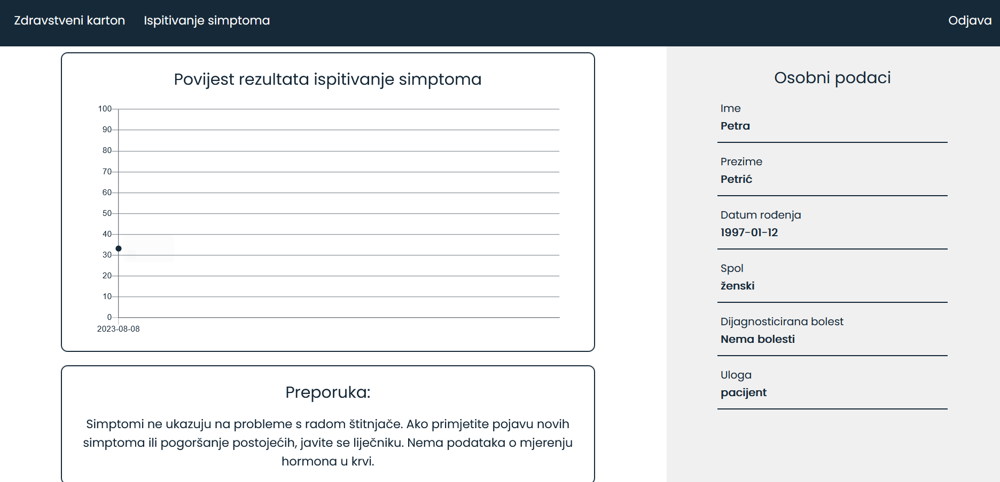 Zdravstveni karton Ispitivanje simptoma Odjava
Povijest rezultata ispitivanje simptoma
100
90
80
70
60
50
40
30
20
10
0
2023-08-08
Preporuka:
Simptomi ne ukazuju na probleme s radom štitnjače. Ako primjetite pojavu novih
simptoma ili pogoršanje postojećih, javite se liječniku. Nema podataka o mjerenju
hormona u krvi.
Osobni podaci
Ime
Petra
Prezime
Petrić
Datum rođenja
1997-01-12
Spol
ženski
Dijagnosticirana bolest
Nema bolesti
Uloga
pacijent